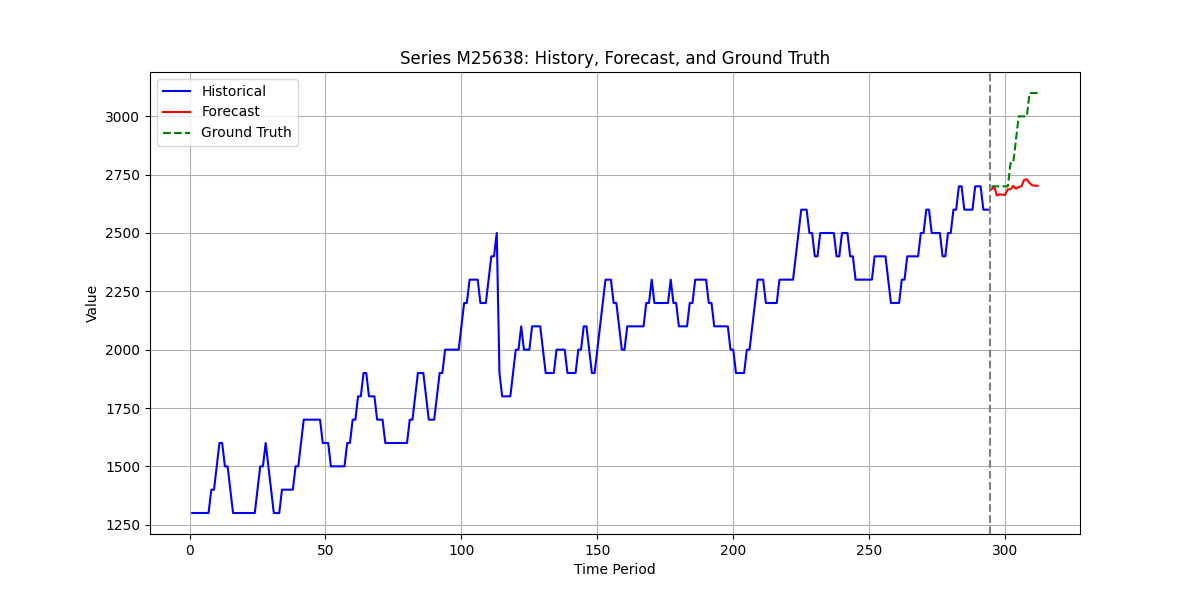 Series M25638: History, Forecast, and Ground Truth
Historical
Forecast
Ground Truth
Value
3000
2750
2500
2250
2000
1750
1500
1250
0 50 100 150 200 250 300
Time Period